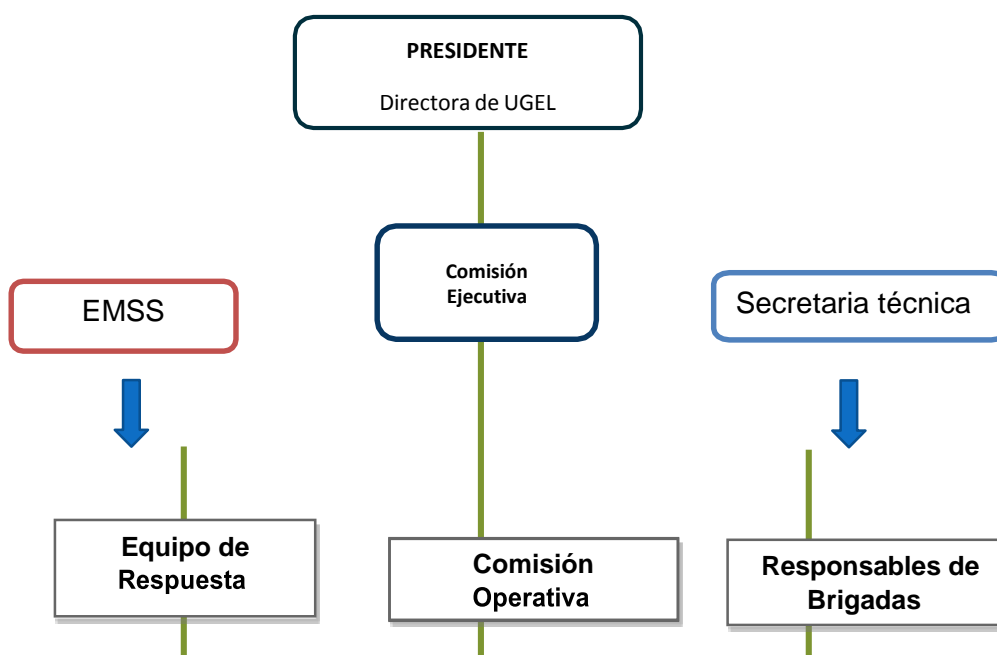 PRESIDENTE
Directora de UGEL
Comisión
Ejecutiva
EMSS
Secretaria técnica
Equipo de
Respuesta
Comisión
Operativa
Responsables de
Brigadas